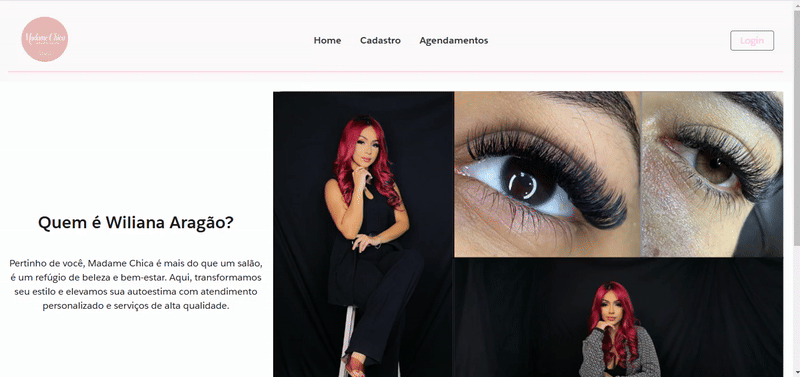 Madame Chica
Home
Cadastro
Agendamentos
Login
Quem é Wiliana Aragão?
Pertinho de você, Madame Chica é mais do que um salão,
é um refúgio de beleza e bem-estar. Aqui, transformamos
seu estilo e elevamos sua autoestima com atendimento
personalizado e serviços de alta qualidade.